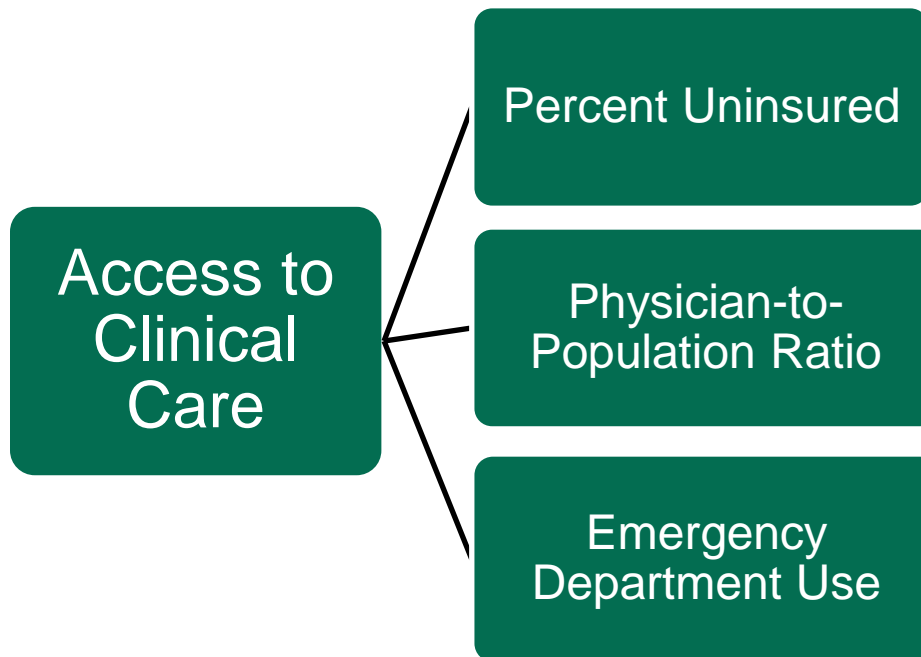 Access to
Clinical
Care
Percent Uninsured
Physician-to-
Population Ratio
Emergency
Department Use